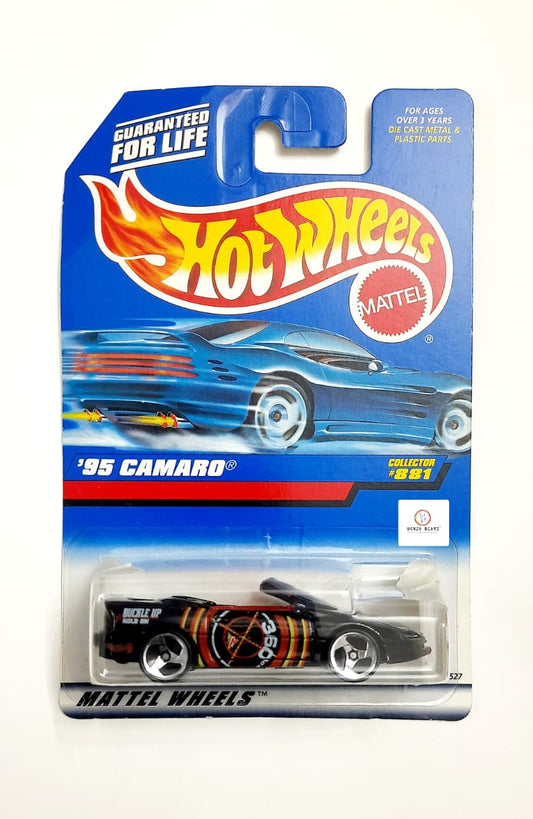 GUARANTEED
FOR LIFE
FOR AGES
OVER 3 YEARS
DIE CAST METAL &
PLASTIC PARTS.
HOT WHEELS
MATTEL
®
'95 CAMARO®
COLLECTOR
#881
BUCKLE UP
360°
527
MATTEL WHEELS™